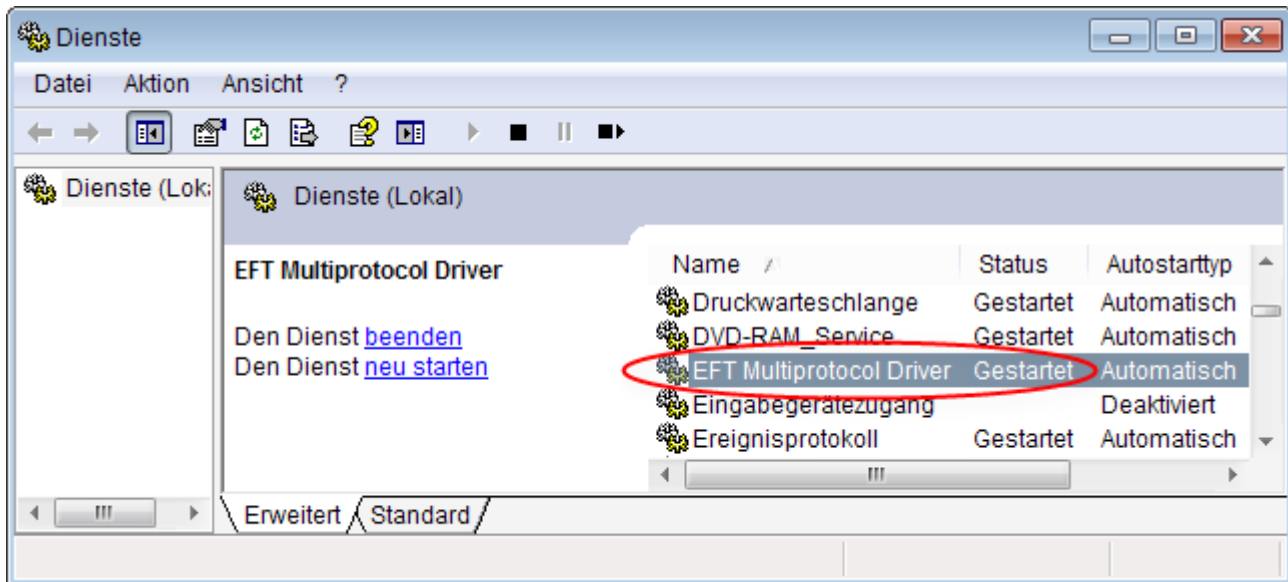 Dienste
Datei Aktion Ansicht ?
Dienste (Lok
Dienste (Lokal)
EFT Multiprotocol Driver
Den Dienst beenden
Den Dienst neu starten
Name Status Autostarttyp
Druckwarteschlange Gestartet Automatisch
DVD-RAM_Service Gestartet Automatisch
EFT Multiprotocol Driver Gestartet Automatisch
Eingabegerätezugang Deaktiviert
Ereignisprotokoll Gestartet Automatisch
Erweitert Standard